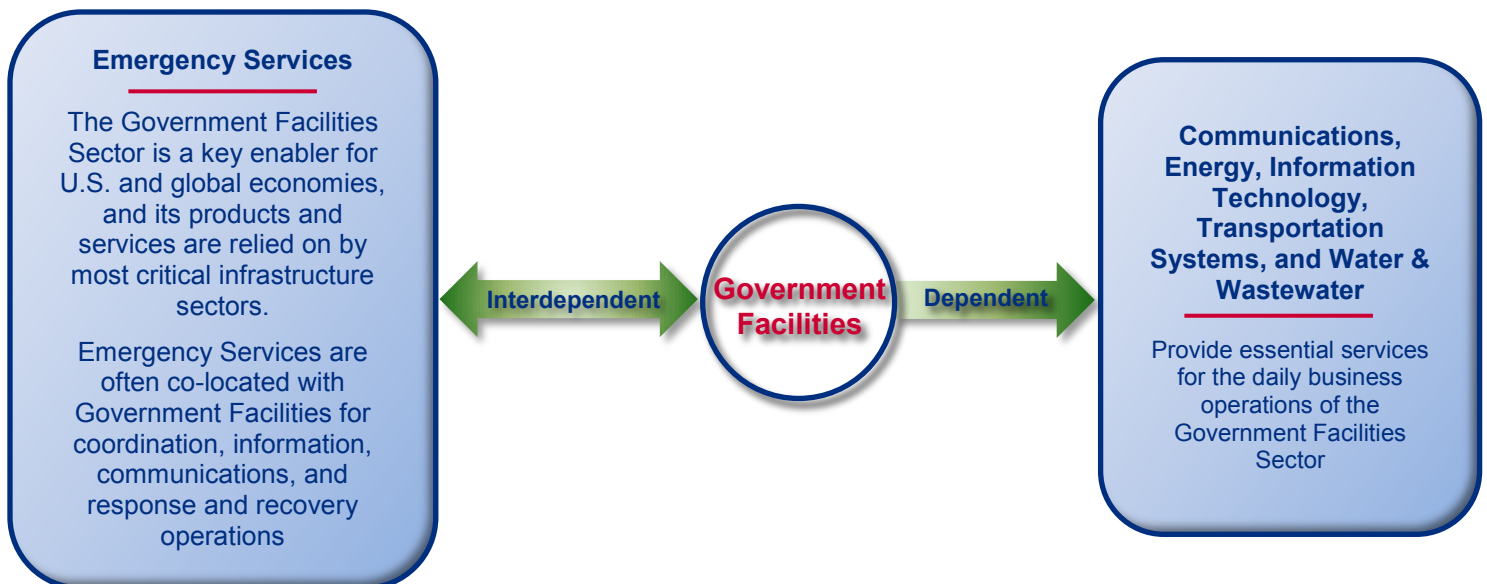 Emergency Services
The Government Facilities
Sector is a key enabler for
U.S. and global economies,
and its products and
services are relied on by
most critical infrastructure
sectors.
Emergency Services are
often co-located with
Government Facilities for
coordination, information,
communications, and
response and recovery
operations
Interdependent
Government
Facilities
Dependent
Communications,
Energy, Information
Technology,
Transportation
Systems, and Water &
Wastewater
Provide essential services
for the daily business
operations of the
Government Facilities
Sector